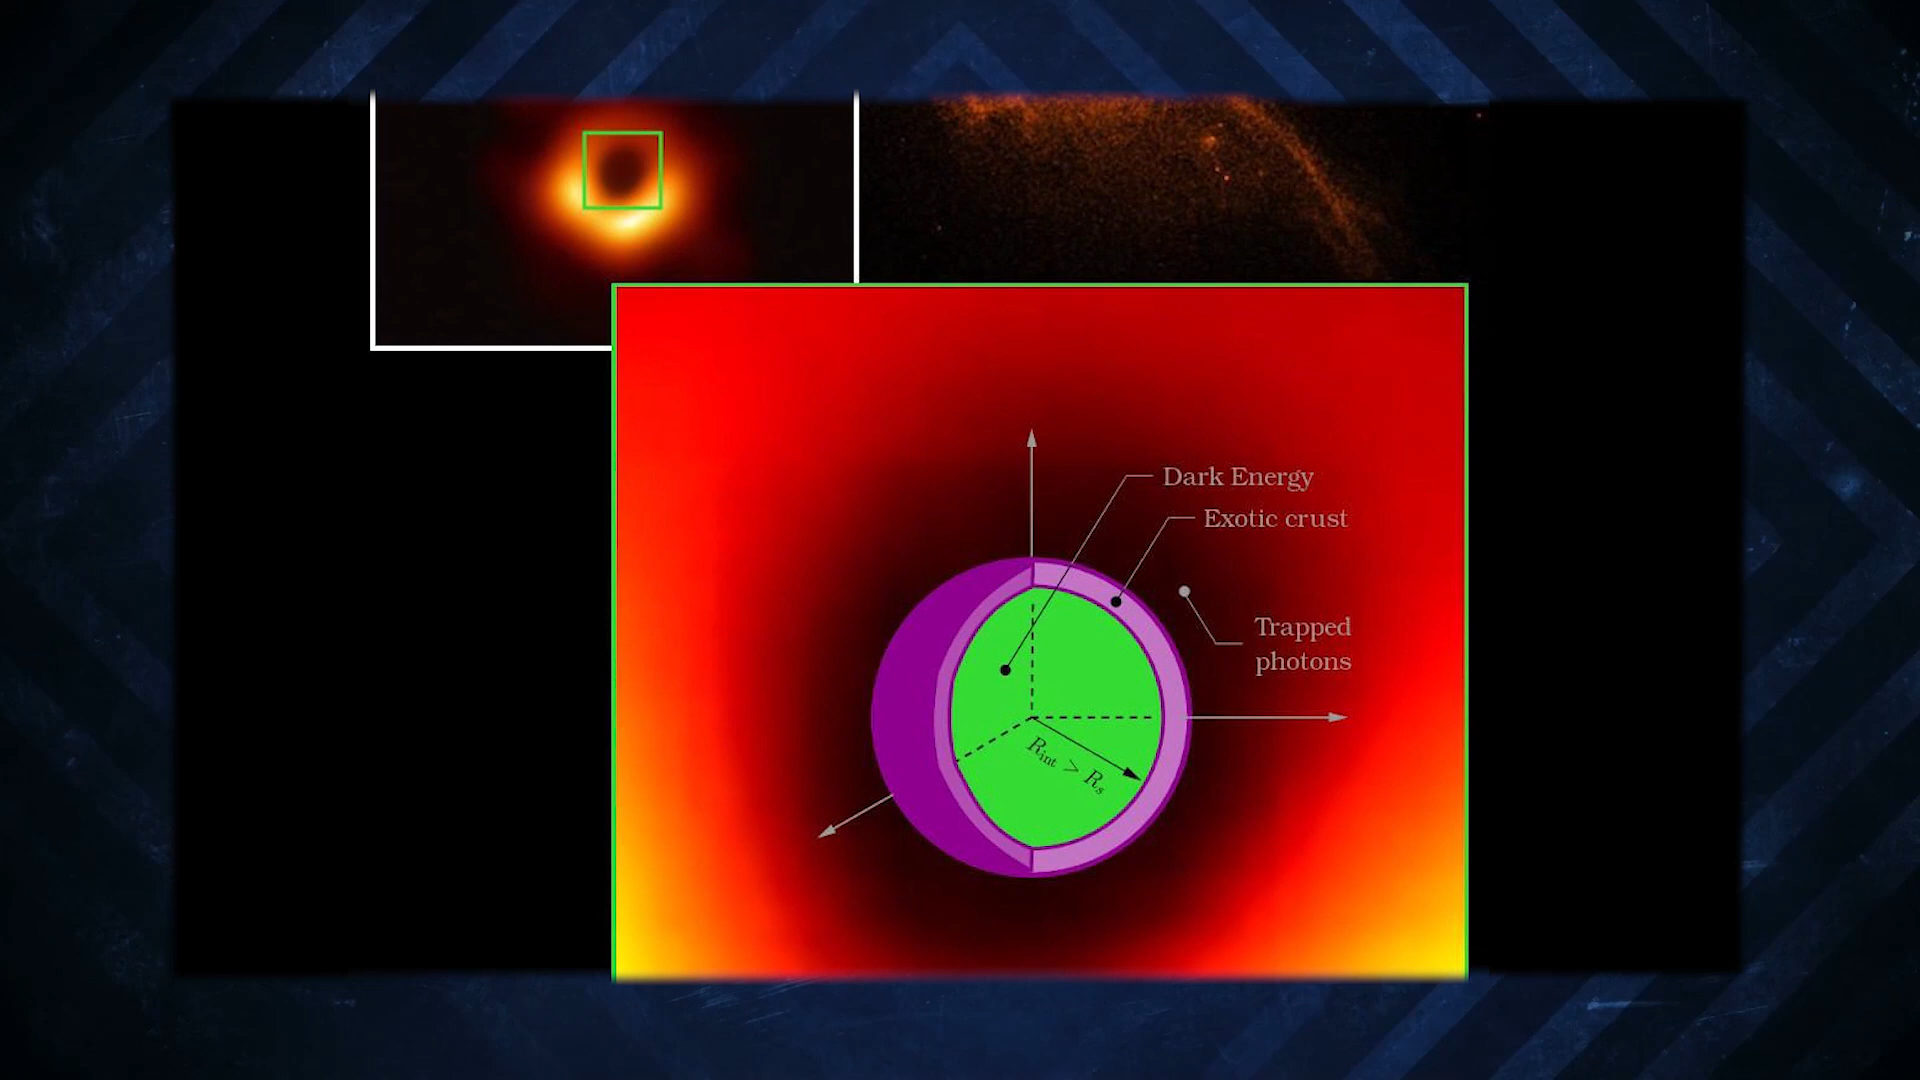 Dark Energy
Exotic crust
Trapped
photons
R_int > R_s